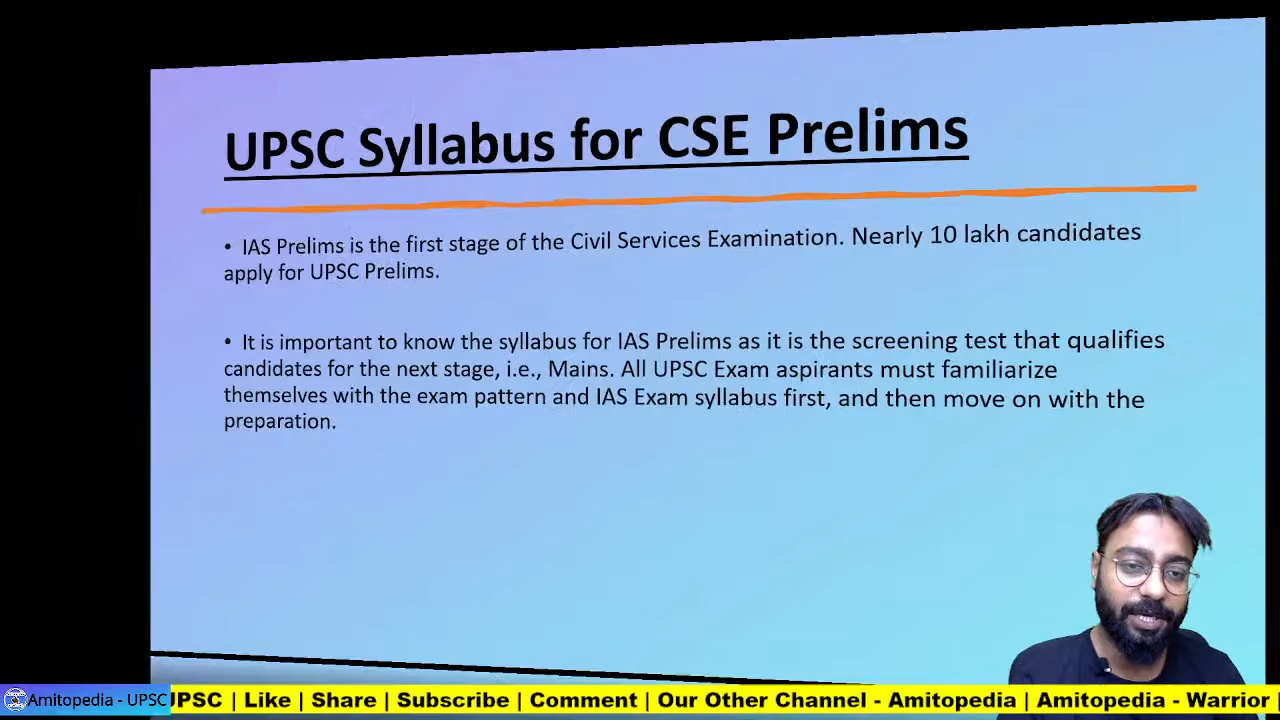 UPSC Syllabus for CSE Prelims
• IAS Prelims is the first stage of the Civil Services Examination. Nearly 10 lakh candidates
apply for UPSC Prelims.
• It is important to know the syllabus for IAS Prelims as it is the screening test that qualifies
candidates for the next stage, i.e., Mains. All UPSC Exam aspirants must familiarize
themselves with the exam pattern and IAS Exam syllabus first, and then move on with the
preparation.
Amitopedia - UPSC
UPSC | Like | Share | Subscribe | Comment | Our Other Channel - Amitopedia | Amitopedia - Warrior